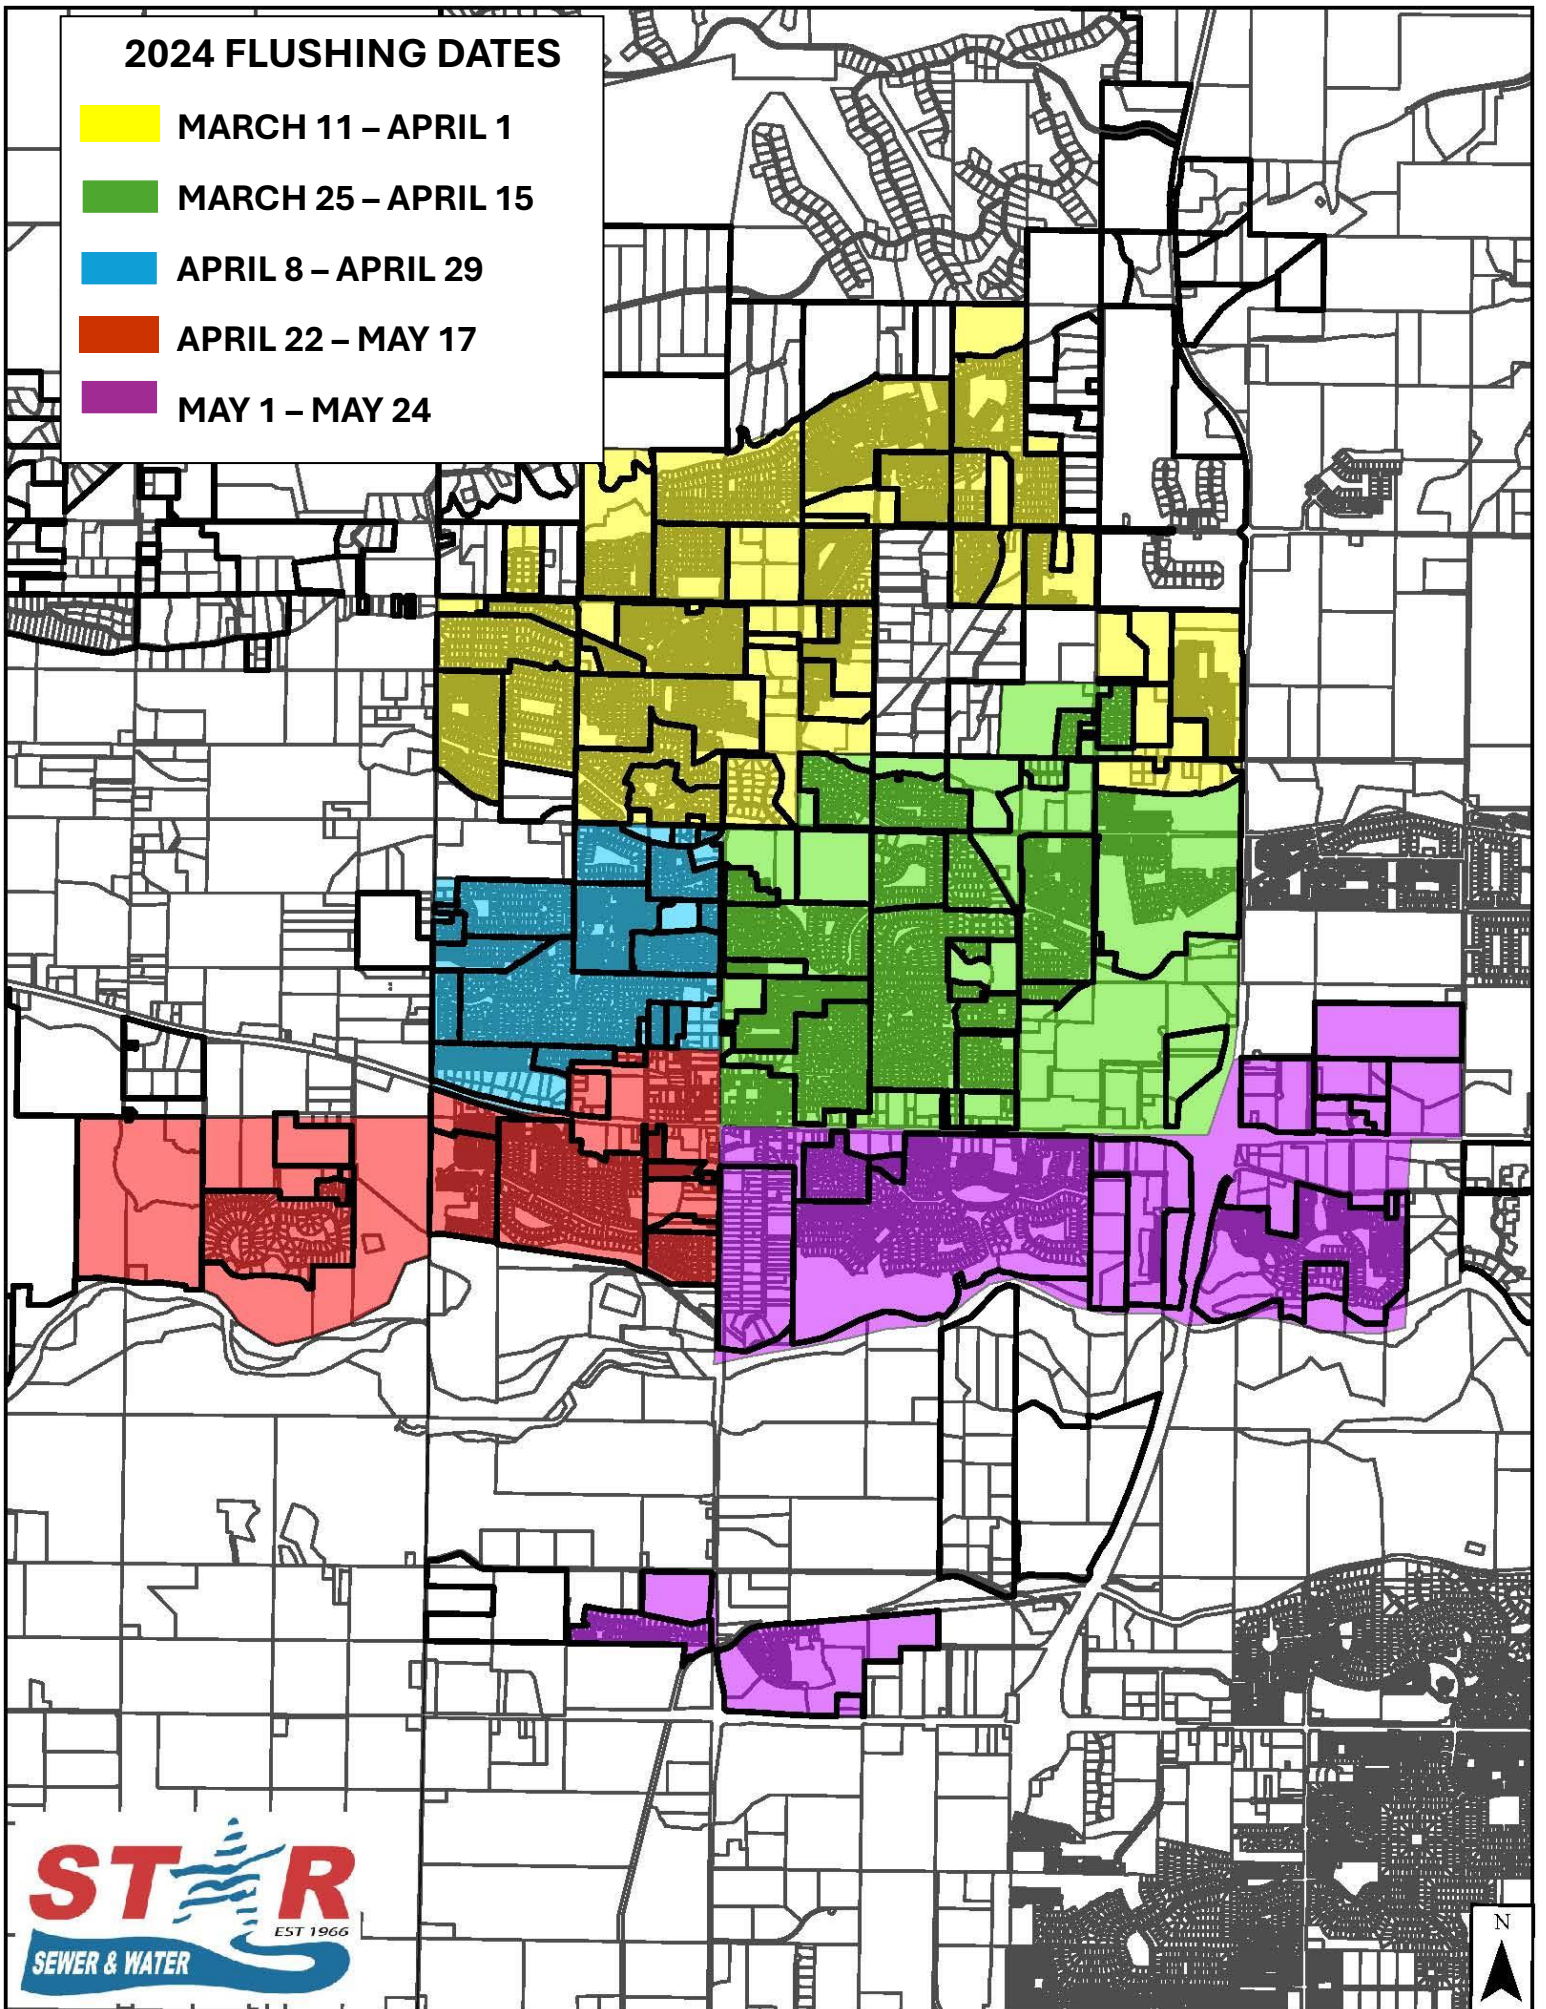 2024 FLUSHING DATES
MARCH 11 – APRIL 1
MARCH 25 – APRIL 15
APRIL 8 – APRIL 29
APRIL 22 – MAY 17
MAY 1 – MAY 24
STAR
EST 1966
SEWER & WATER
N